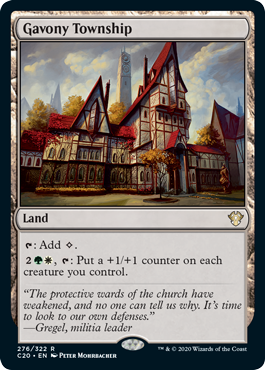 Gavony Township
Land
: Add .
2, : Put a +1/+1 counter on each
creature you control.
“The protective wards of the church have
weakened, and no one can tell us why. It’s time
to look to our own defenses.”
—Gregel, militia leader
276/322 R
C20 • EN Peter Mohrbacher
™ & © 2020 Wizards of the Coast